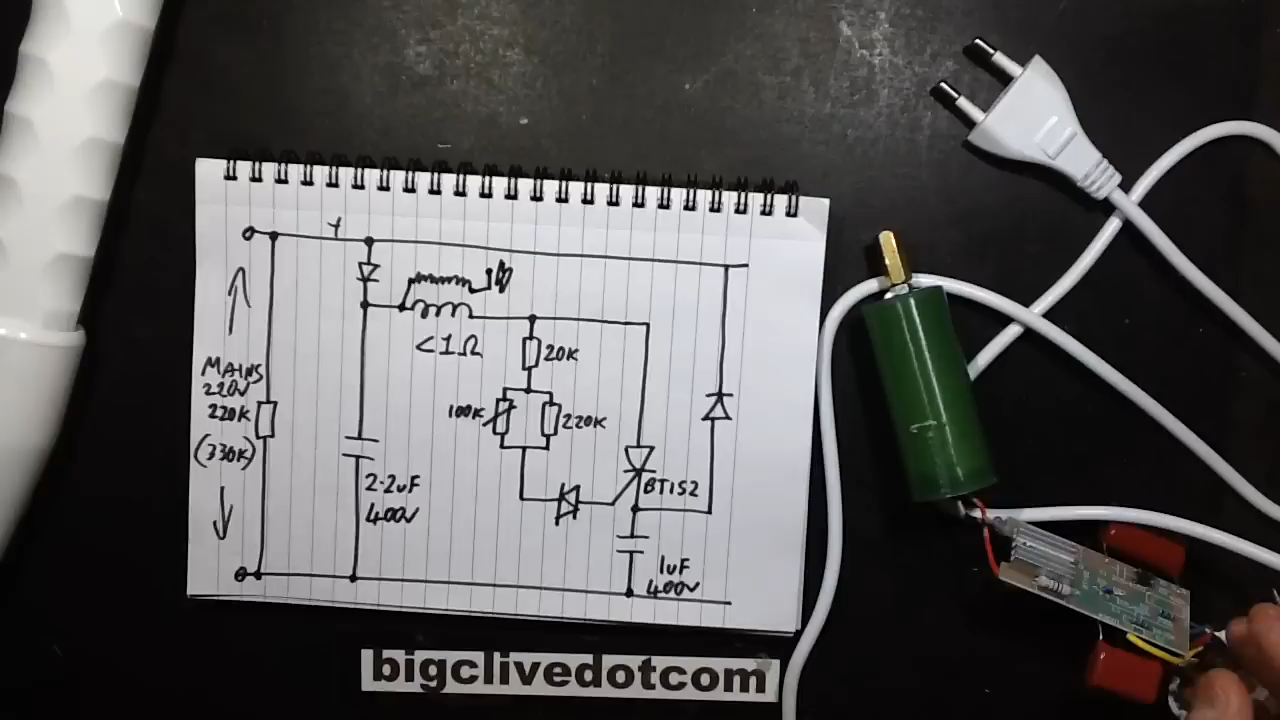 +
<1Ω
20K
MAINS
220V
220K
(330K)
100K
220K
2.2uF
400V
BT152
1uF
400V
bigclivedotcom